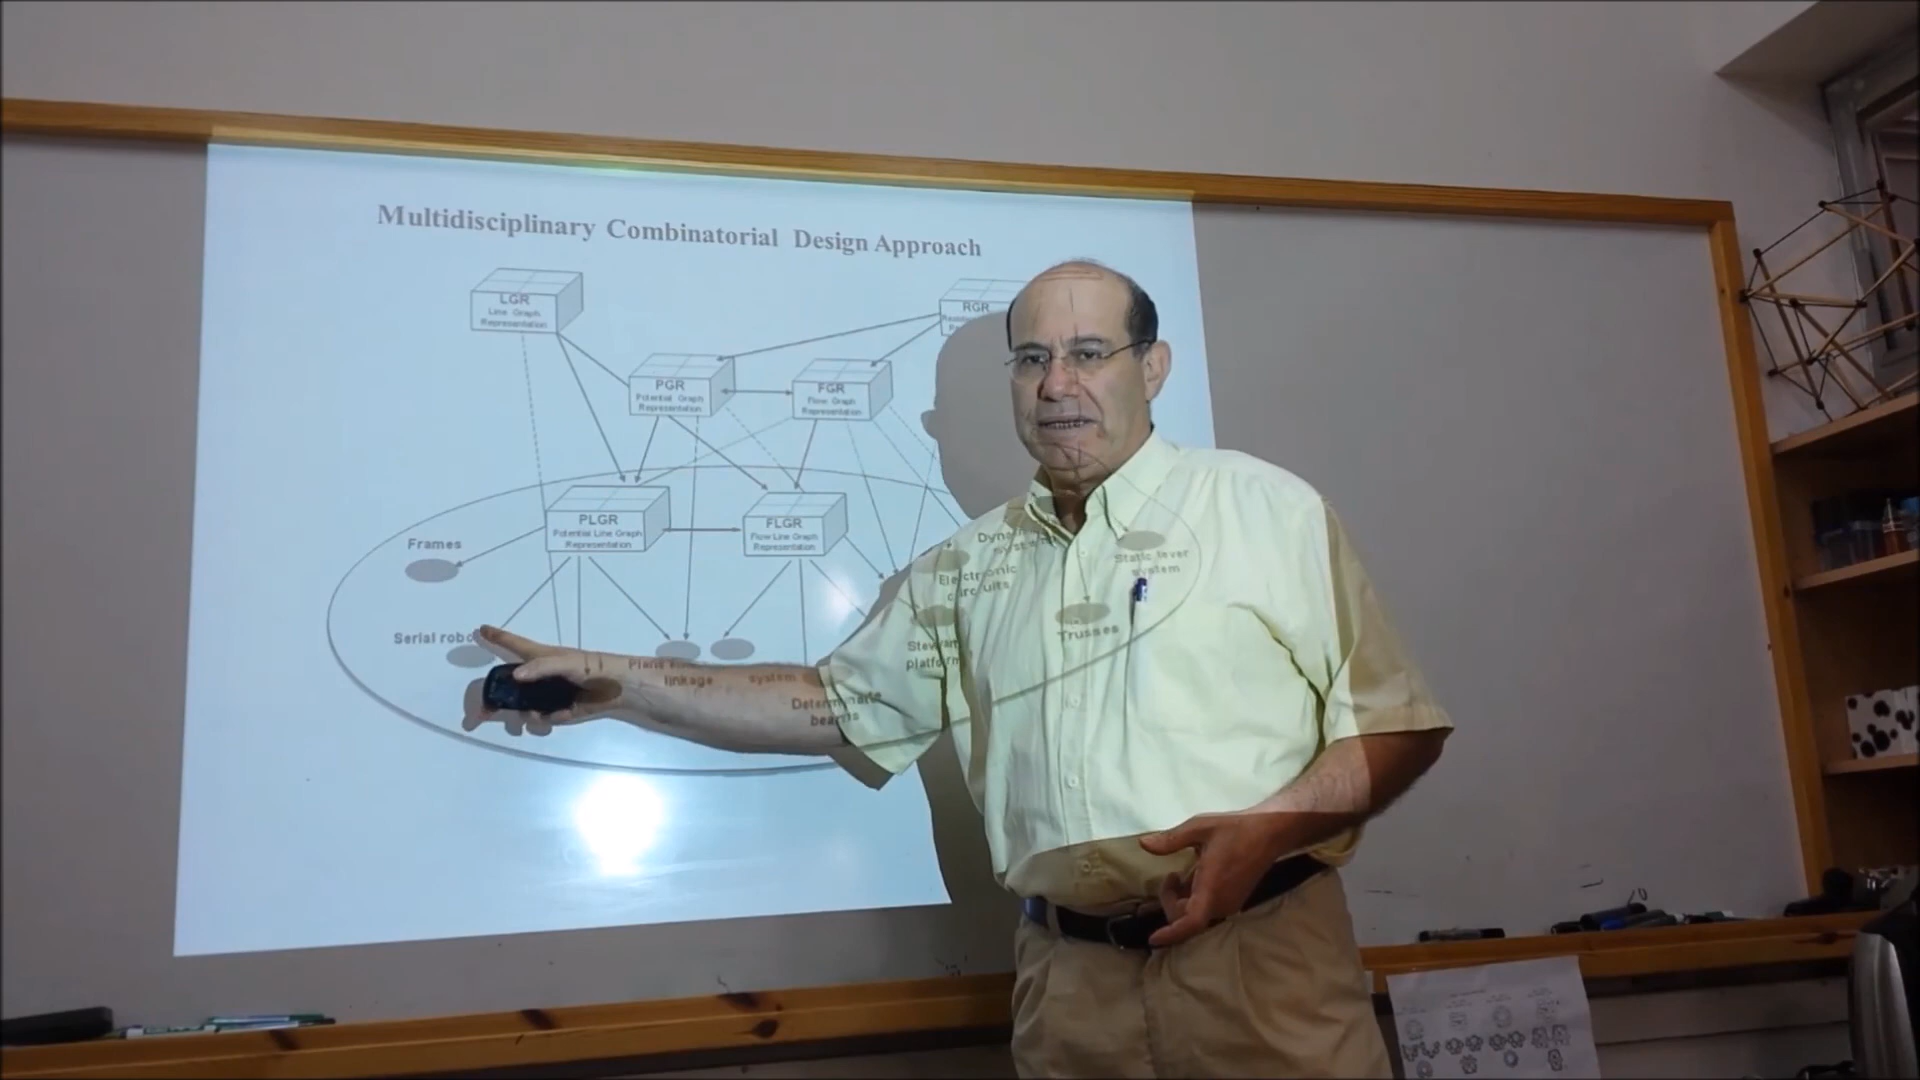 Multidisciplinary Combinatorial Design Approach
LGR
Line Graph
Representation
RGR
PGR
Potential Graph
Representation
FGR
Flow Graph
Representation
PLGR
Potential Line Graph
Representation
FLGR
Flow Line Graph
Representation
Frames
Serial robo
linkage
system
Determinate
beams
Electronic
circuits
Stewart
platform
Static lever
system
Trusses